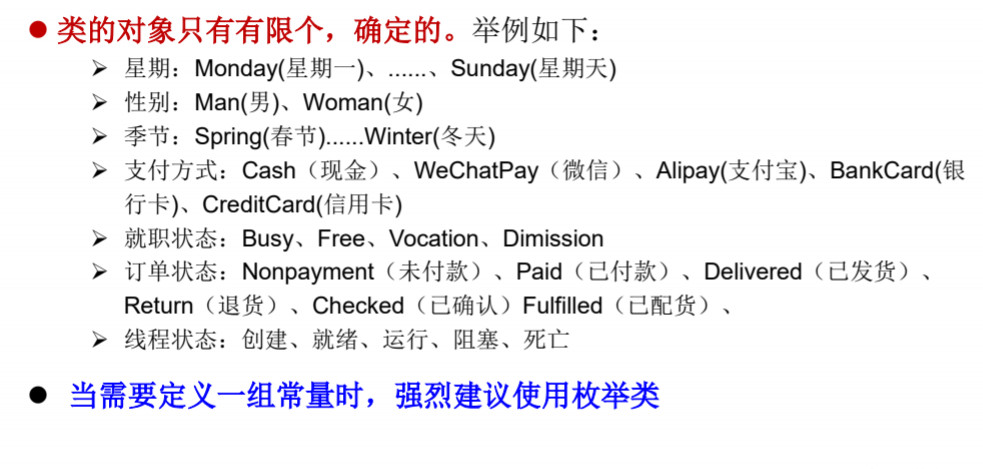 ● 类的对象只有有限个，确定的。举例如下：
➢ 星期：Monday(星期一)、......、Sunday(星期天)
➢ 性别：Man(男)、Woman(女)
➢ 季节：Spring(春节)......Winter(冬天)
➢ 支付方式：Cash（现金）、WeChatPay（微信）、Alipay(支付宝)、BankCard(银
行卡)、CreditCard(信用卡)
➢ 就职状态：Busy、Free、Vocation、Dimission
➢ 订单状态：Nonpayment（未付款）、Paid（已付款）、Delivered（已发货）、
Return（退货）、Checked（已确认）Fulfilled（已配货）、
➢ 线程状态：创建、就绪、运行、阻塞、死亡
● 当需要定义一组常量时，强烈建议使用枚举类